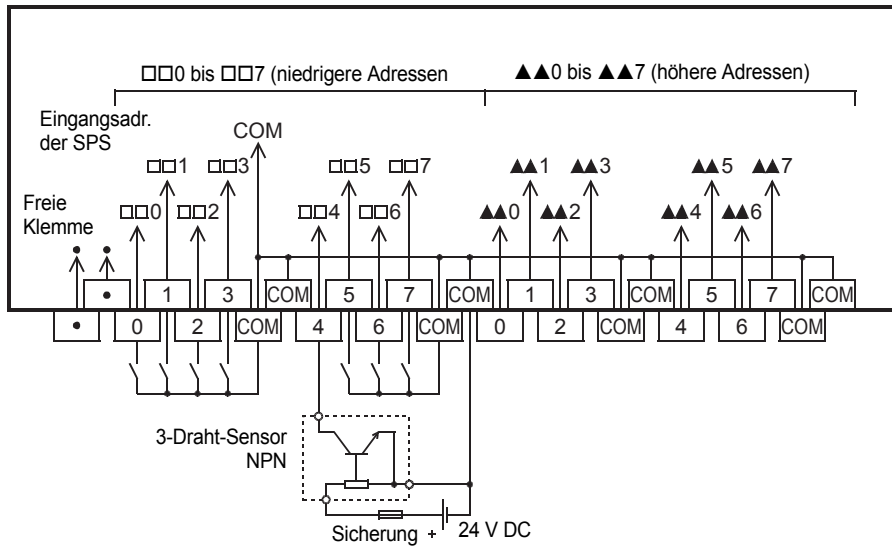 □□0 bis □□7 (niedrigere Adressen
▲▲0 bis ▲▲7 (höhere Adressen)
Eingangsadr.
der SPS
COM
□□1 □□3 □□5 □□7 ▲▲1 ▲▲3 ▲▲5 ▲▲7
Freie
Klemme
□□0 □□2 □□4 □□6 ▲▲0 ▲▲2 ▲▲4 ▲▲6
• •
• 1 3 COM 5 7 COM 1 3 COM 5 7 COM
• 0 2 COM 4 6 COM 0 2 COM 4 6 COM
3-Draht-Sensor
NPN
Sicherung + 24 V DC